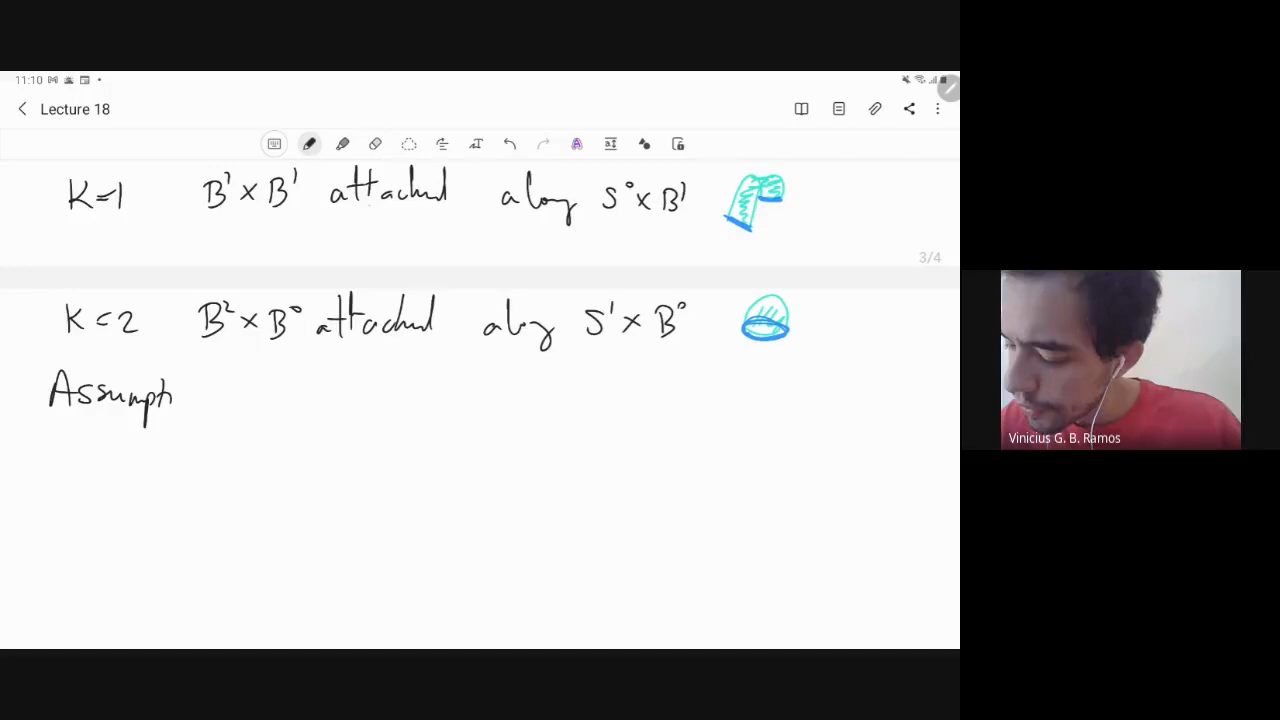 11:10
Lecture 18
K=1 B¹ × B¹ attached along S⁰ × B¹
3/4
K=2 B² × B⁰ attached along S¹ × B⁰
Assumpti
Vinicius G. B. Ramos